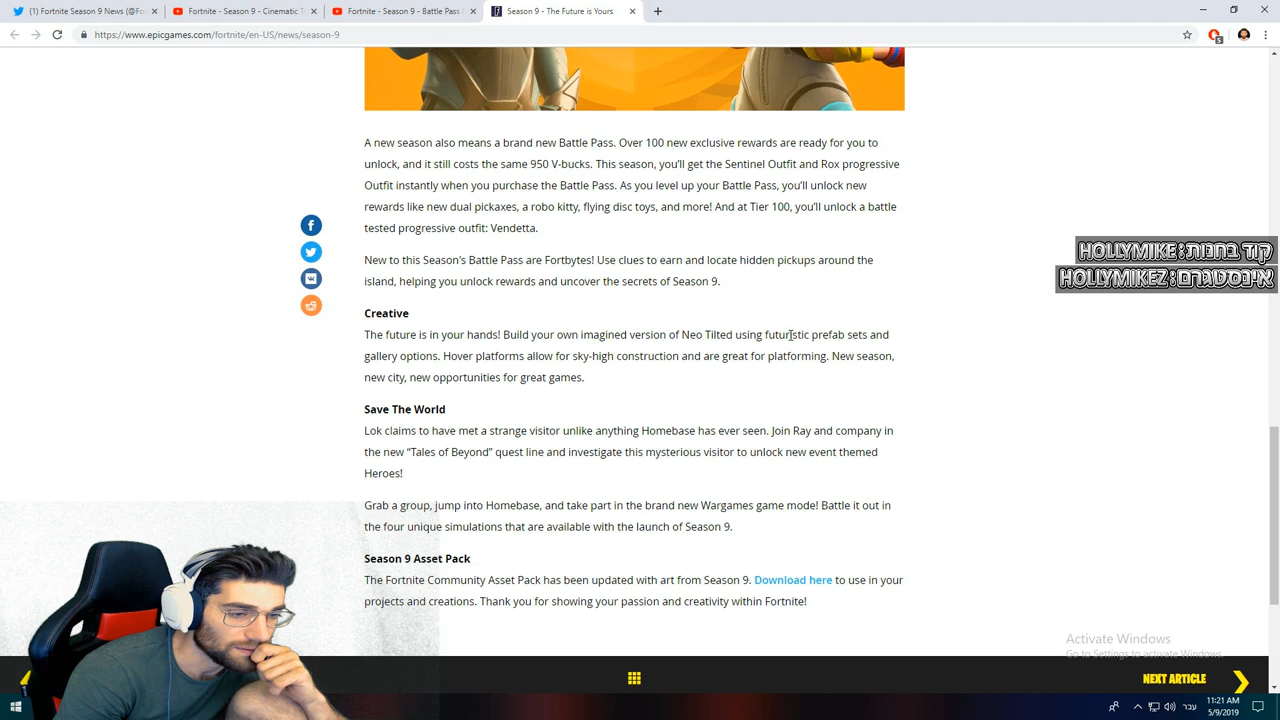 (1) Fortnite Season 9 News (@Fo
Fortnite - Season 9 - Cinematic T
Fortnite - Season 9 - Battle Pass
Season 9 - The Future is Yours
https://www.epicgames.com/fortnite/en-US/news/season-9
A new season also means a brand new Battle Pass. Over 100 new exclusive rewards are ready for you to
unlock, and it still costs the same 950 V-bucks. This season, you’ll get the Sentinel Outfit and Rox progressive
Outfit instantly when you purchase the Battle Pass. As you level up your Battle Pass, you’ll unlock new
rewards like new dual pickaxes, a robo kitty, flying disc toys, and more! And at Tier 100, you’ll unlock a battle
tested progressive outfit: Vendetta.
קוד בחנות: HOLLYMIKE
אינסטגרם: HOLLYMIKEZ
New to this Season's Battle Pass are Fortbytes! Use clues to earn and locate hidden pickups around the
island, helping you unlock rewards and uncover the secrets of Season 9.
Creative
The future is in your hands! Build your own imagined version of Neo Tilted using futuristic prefab sets and
gallery options. Hover platforms allow for sky-high construction and are great for platforming. New season,
new city, new opportunities for great games.
Save The World
Lok claims to have met a strange visitor unlike anything Homebase has ever seen. Join Ray and company in
the new “Tales of Beyond” quest line and investigate this mysterious visitor to unlock new event themed
Heroes!
Grab a group, jump into Homebase, and take part in the brand new Wargames game mode! Battle it out in
the four unique simulations that are available with the launch of Season 9.
Season 9 Asset Pack
The Fortnite Community Asset Pack has been updated with art from Season 9. Download here to use in your
projects and creations. Thank you for showing your passion and creativity within Fortnite!
Activate Windows
Go to Settings to activate Windows.
NEXT ARTICLE
עבר
11:21 AM
5/9/2019